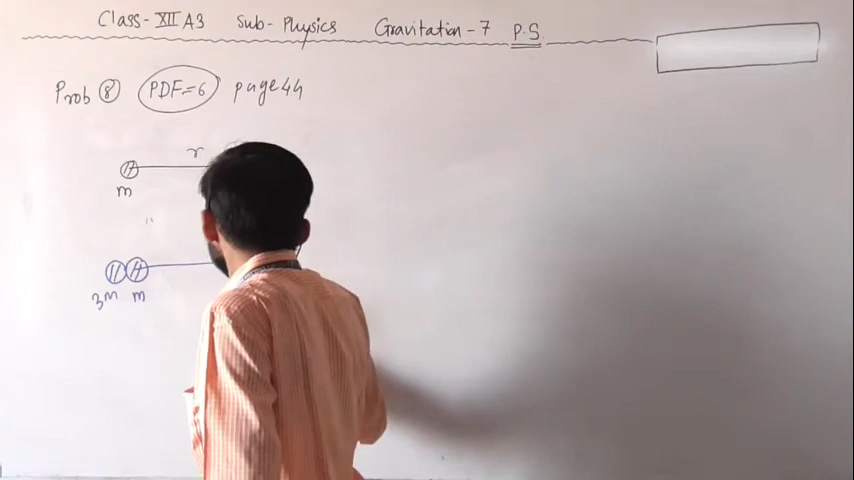 Class-XII A3 Sub-Physics Gravitation-7 P.S.
Prob 8 PDF=6 page 44
r
m
3m m